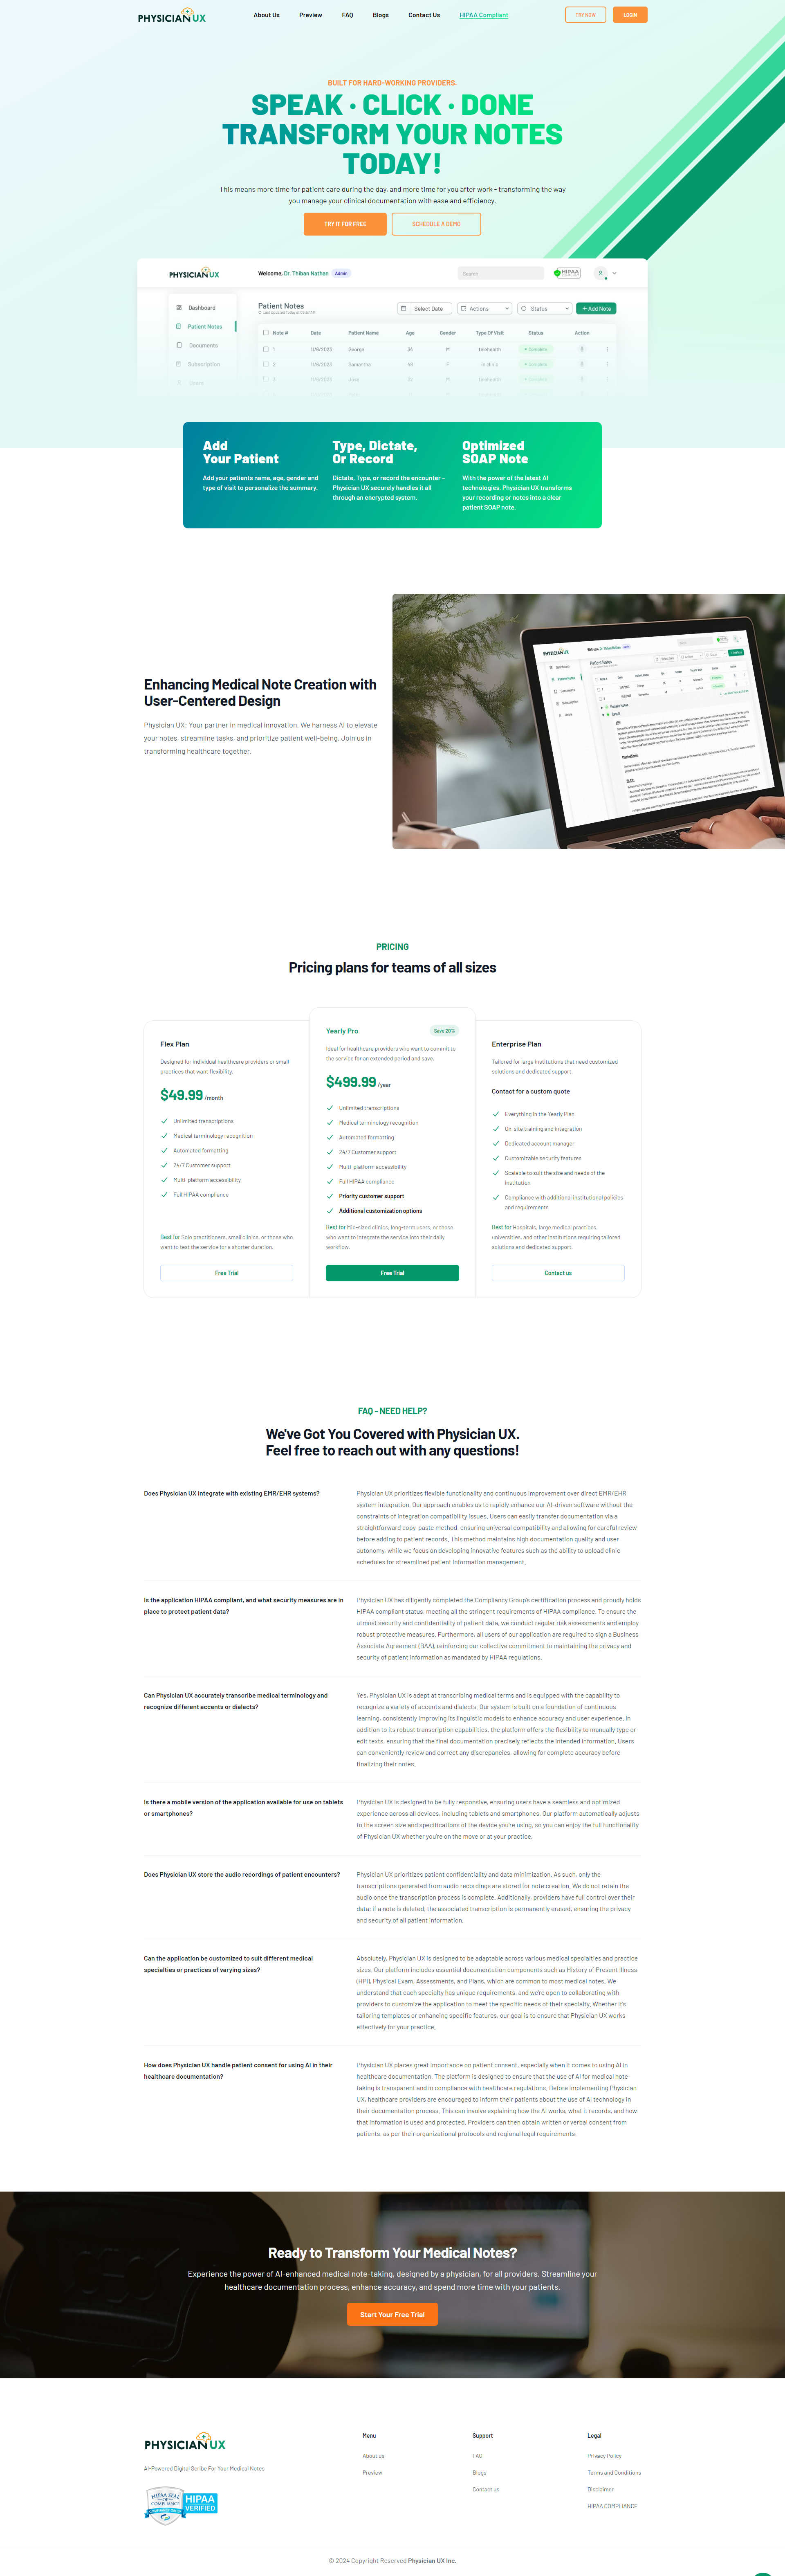 PHYSICIAN UX
About Us
Preview
FAQ
Blogs
Contact Us
HIPAA Compliant
TRY NOW
LOGIN
BUILT FOR HARD-WORKING PROVIDERS.
SPEAK · CLICK · DONE
TRANSFORM YOUR NOTES
TODAY!
This means more time for patient care during the day, and more time for you after work - transforming the way
you manage your clinical documentation with ease and efficiency.
TRY IT FOR FREE
SCHEDULE A DEMO
PHYSICIAN UX
Welcome, Dr. Thiban Nathan
Admin
Search
HIPAA
Dashboard
Patient Notes
Documents
Subscription
Patient Notes
Select Date
Actions
Status
Add Note
Note #
Date
Patient Name
Age
Gender
Type Of Visit
Status
Action
1 11/8/2023 George 34 M telehealth Complete
2 11/8/2023 Samantha 48 F in clinic Complete
Add
Your Patient
Add your patients name, age, gender and
type of visit to personalize the summary.
Type, Dictate,
Or Record
Dictate, Type, or record the encounter –
Physician UX securely handles it all
through an encrypted system.
Optimized
SOAP Note
With the power of the latest AI
technologies, Physician UX transforms
your recording or notes into a clear
patient SOAP note.
Enhancing Medical Note Creation with
User-Centered Design
Physician UX: Your partner in medical innovation. We harness AI to elevate
your notes, streamline tasks, and prioritize patient well-being. Join us in
transforming healthcare together.
PRICING
Pricing plans for teams of all sizes
Flex Plan
Designed for individual healthcare providers or small
practices that want flexibility.
$49.99 /month
Unlimited transcriptions
Medical terminology recognition
Automated formatting
24/7 Customer support
Multi-platform accessibility
Full HIPAA compliance
Best for Solo practitioners, small clinics, or those who
want to test the service for a shorter duration.
Free Trial
Yearly Pro
Save 20%
Ideal for healthcare providers who want to commit to
the service for an extended period and save.
$499.99 /year
Unlimited transcriptions
Medical terminology recognition
Automated formatting
24/7 Customer support
Multi-platform accessibility
Full HIPAA compliance
Priority customer support
Additional customization options
Best for Mid-sized clinics, long-term users, or those
who want to integrate the service into their daily
workflow.
Free Trial
Enterprise Plan
Tailored for large institutions that need customized
solutions and dedicated support.
Contact for a custom quote
Everything in the Yearly Plan
On-site training and integration
Dedicated account manager
Customizable security features
Scalable to suit the size and needs of the
institution
Compliance with additional institutional policies
and requirements
Best for Hospitals, large medical practices,
universities, and other institutions requiring tailored
solutions and dedicated support.
Contact us
FAQ - NEED HELP?
We've Got You Covered with Physician UX.
Feel free to reach out with any questions!
Does Physician UX integrate with existing EMR/EHR systems?
Physician UX prioritizes flexible functionality and continuous improvement over direct EMR/EHR
system integration. Our approach enables us to rapidly enhance our AI-driven software without the
constraints of integration compatibility issues. Users can easily transfer documentation via a
straightforward copy-paste method, ensuring universal compatibility and allowing for careful review
before adding to patient records. This method maintains high documentation quality and user
autonomy, while we focus on developing innovative features such as the ability to upload clinic
schedules for streamlined patient information management.
Is the application HIPAA compliant, and what security measures are in
place to protect patient data?
Physician UX has diligently completed the Compliancy Group's certification process and proudly holds
HIPAA compliant status, meeting all the stringent requirements of HIPAA compliance. To ensure the
utmost security and confidentiality of patient data, we conduct regular risk assessments and employ
robust protective measures. Furthermore, all users of our application are required to sign a Business
Associate Agreement (BAA), reinforcing our collective commitment to maintaining the privacy and
security of patient information as mandated by HIPAA regulations.
Can Physician UX accurately transcribe medical terminology and
recognize different accents or dialects?
Yes, Physician UX is adept at transcribing medical terms and is equipped with the capability to
recognize a variety of accents and dialects. Our system is built on a foundation of continuous
learning, consistently improving its linguistic models to enhance accuracy and user experience. In
addition to its robust transcription capabilities, the platform offers the flexibility to manually type or
edit texts, ensuring that the final documentation precisely reflects the intended information. Users
can conveniently review and correct any discrepancies, allowing for complete accuracy before
finalizing their notes.
Is there a mobile version of the application available for use on tablets
or smartphones?
Physician UX is designed to be fully responsive, ensuring users have a seamless and optimized
experience across all devices, including tablets and smartphones. Our platform automatically adjusts
to the screen size and specifications of the device you're using, so you can enjoy the full functionality
of Physician UX whether you're on the move or at your practice.
Does Physician UX store the audio recordings of patient encounters?
Physician UX prioritizes patient confidentiality and data minimization. As such, only the
transcriptions generated from audio recordings are stored for note creation. We do not retain the
audio once the transcription process is complete. Additionally, providers have full control over their
data; if a note is deleted, the associated transcription is permanently erased, ensuring the privacy
and security of all patient information.
Can the application be customized to suit different medical
specialties or practices of varying sizes?
Absolutely, Physician UX is designed to be adaptable across various medical specialties and practice
sizes. Our platform includes essential documentation components such as History of Present Illness
(HPI), Physical Exam, Assessments, and Plans, which are common to most medical notes. We
understand that each specialty has unique requirements, and we're open to collaborating with
providers to customize the application to meet the specific needs of their specialty. Whether it's
tailoring templates or enhancing specific features, our goal is to ensure that Physician UX works
effectively for your practice.
How does Physician UX handle patient consent for using AI in their
healthcare documentation?
Physician UX places great importance on patient consent, especially when it comes to using AI in
healthcare documentation. The platform is designed to ensure that the use of AI for medical note-
taking is transparent and in compliance with healthcare regulations. Before implementing Physician
UX, healthcare providers are encouraged to inform their patients about the use of AI technology in
their documentation process. This can involve explaining how the AI works, what it records, and how
that information is used and protected. Providers can then obtain written or verbal consent from
patients, as per their organizational protocols and regional legal requirements.
Ready to Transform Your Medical Notes?
Experience the power of AI-enhanced medical note-taking, designed by a physician, for all providers. Streamline your
healthcare documentation process, enhance accuracy, and spend more time with your patients.
Start Your Free Trial
PHYSICIAN UX
AI-Powered Digital Scribe For Your Medical Notes
HIPAA SEAL
OF
COMPLIANCE
HIPAA
VERIFIED
Menu
About us
Preview
Support
FAQ
Blogs
Contact us
Legal
Privacy Policy
Terms and Conditions
Disclaimer
HIPAA COMPLIANCE
© 2024 Copyright Reserved Physician UX Inc.